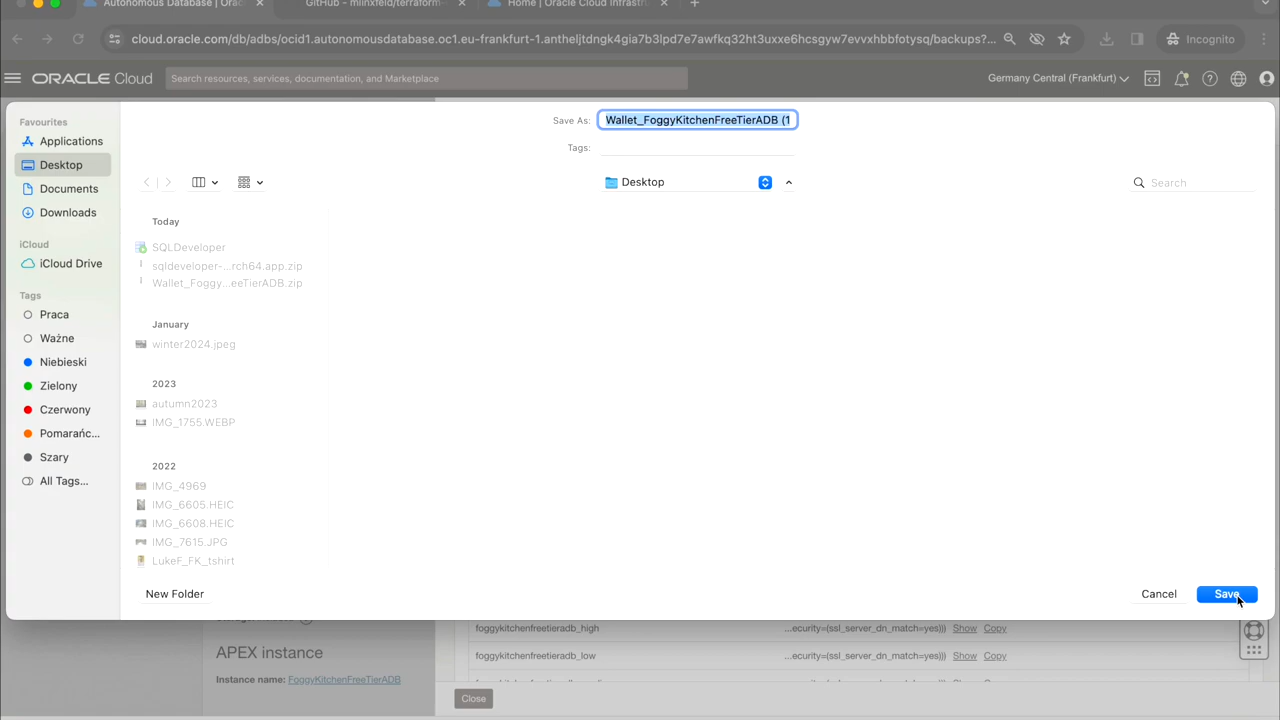 Autonomous Database | Orac
GitHub - mlinxfeld/terraform-
Home | Oracle Cloud Infrastr
cloud.oracle.com/db/adbs/ocid1.autonomousdatabase.oc1.eu-frankfurt-1.antheljtdngk4gia7b3lpd7e7awfkq32ht3uxxe6hcsgyw7evvxhbbfotysq/backups?...
Incognito
ORACLE Cloud
Search resources, services, documentation, and Marketplace
Germany Central (Frankfurt)
Favourites
Applications
Desktop
Documents
Downloads
iCloud
iCloud Drive
Tags
Praca
Ważne
Niebieski
Zielony
Czerwony
Pomarańc...
Szary
All Tags...
Save As:
Wallet_FoggyKitchenFreeTierADB (1
Tags:
Desktop
Search
Today
SQLDeveloper
sqldeveloper-...rch64.app.zip
Wallet_Foggy...eeTierADB.zip
January
winter2024.jpeg
2023
autumn2023
IMG_1755.WEBP
2022
IMG_4969
IMG_6605.HEIC
IMG_6608.HEIC
IMG_7615.JPG
LukeF_FK_tshirt
New Folder
Cancel
Save
APEX instance
Instance name: FoggyKitchenFreeTierADB
foggykitchenfreetieradb_high
...ecurity=(ssl_server_dn_match=yes))) Show Copy
foggykitchenfreetieradb_low
...ecurity=(ssl_server_dn_match=yes))) Show Copy
Close